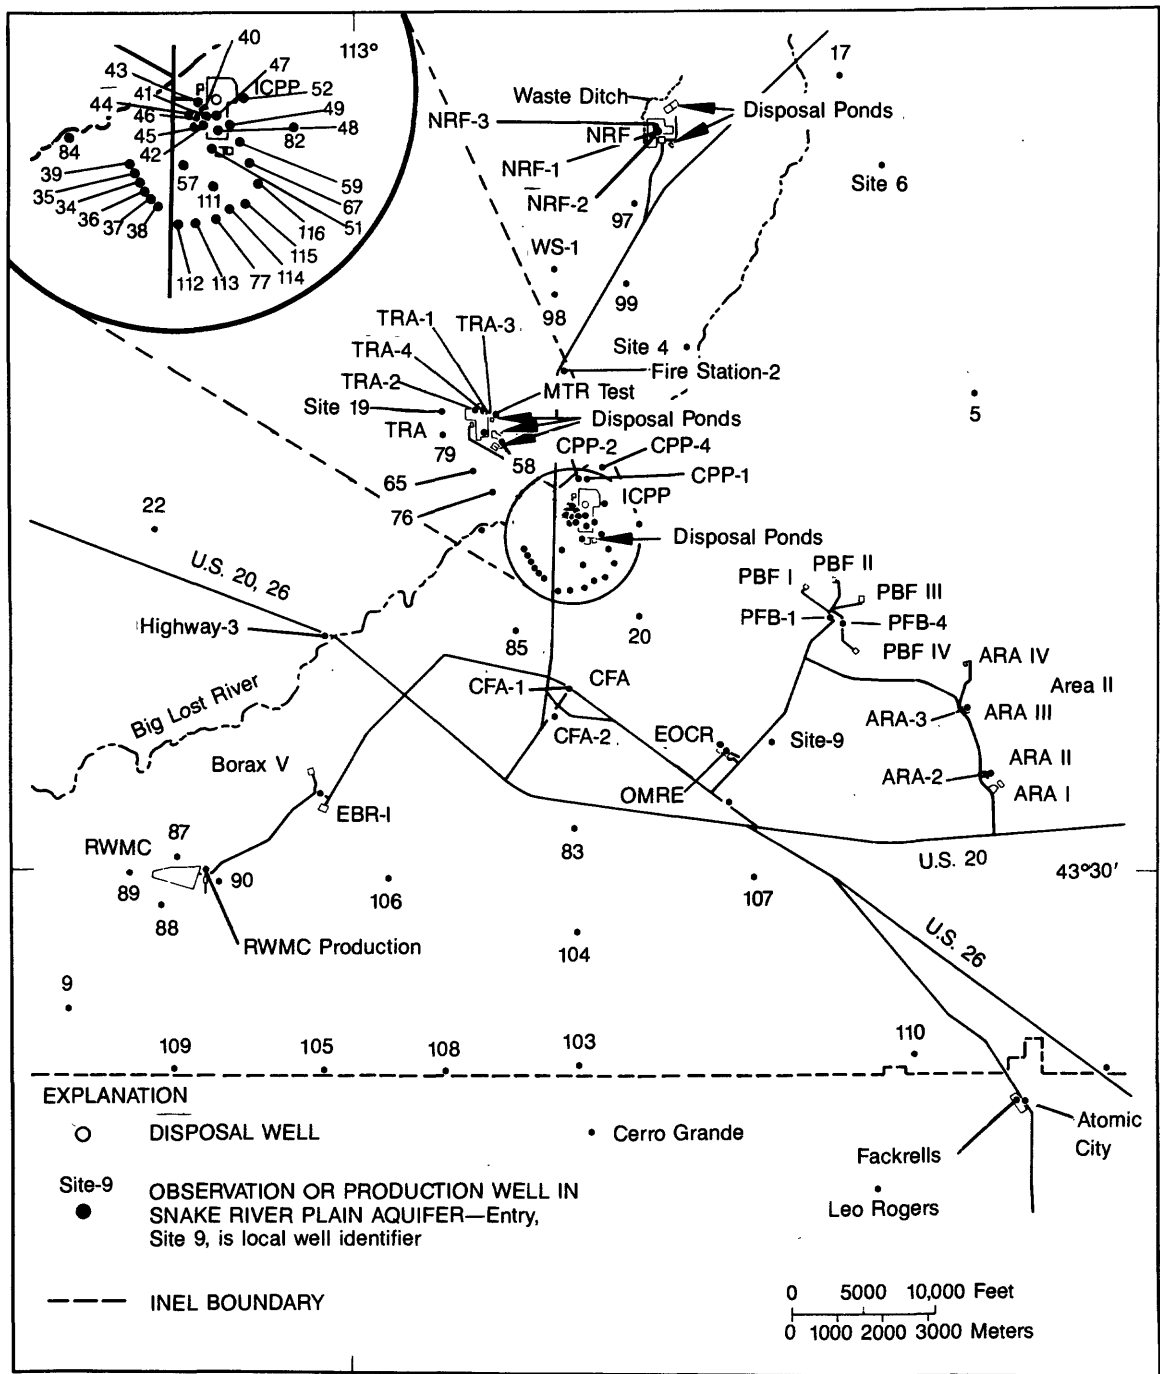 40
113°
17
43
47
41
P
ICPP
52
44
46
49
45
48
84
42
82
39
35
57
59
34
111
67
36
51
37
38
116
115
112
113
77
114
Waste Ditch
Disposal Ponds
NRF-3
NRF
NRF-1
Site 6
NRF-2
97
WS-1
99
98
TRA-1
TRA-3
Site 4
TRA-4
Fire Station-2
TRA-2
MTR Test
5
Site 19
Disposal Ponds
TRA
79
58
CPP-2
CPP-4
65
CPP-1
ICPP
P
76
22
Disposal Ponds
U.S. 20, 26
PBF I
PBF II
PBF III
PFB-1
PFB-4
Highway-3
85
20
PBF IV
ARA IV
CFA-1
CFA
Area II
Big Lost River
ARA-3
ARA III
CFA-2
EOCR
Site-9
Borax V
ARA II
ARA-2
OMRE
ARA I
EBR-I
87
83
RWMC
U.S. 20
43°30′
89
90
106
107
88
RWMC Production
104
U.S. 26
9
109
105
108
103
110
EXPLANATION
DISPOSAL WELL
Cerro Grande
Atomic
City
Fackrells
Site-9
OBSERVATION OR PRODUCTION WELL IN
SNAKE RIVER PLAIN AQUIFER—Entry,
Site 9, is local well identifier
Leo Rogers
INEL BOUNDARY
0 5000 10,000 Feet
0 1000 2000 3000 Meters